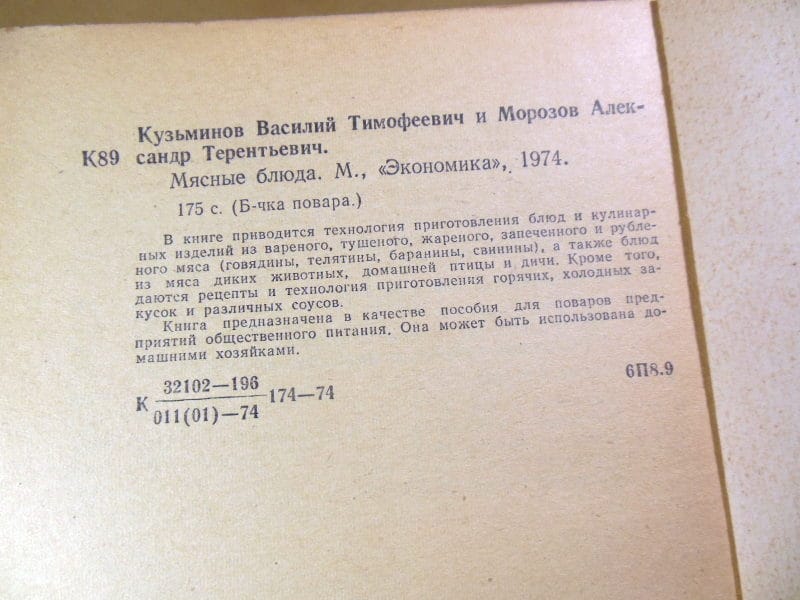 Кузьминов Василий Тимофеевич и Морозов Алек-
К89 сандр Терентьевич.
Мясные блюда. М., «Экономика», 1974.
175 с. (Б-чка повара.)
В книге приводится технология приготовления блюд и кулинар-
ных изделий из вареного, тушеного, жареного, запеченного и рубле-
ного мяса (говядины, телятины, баранины, свинины), а также блюд
из мяса диких животных, домашней птицы и дичи. Кроме того,
даются рецепты и технология приготовления горячих, холодных за-
кусок и различных соусов.
Книга предназначена в качестве пособия для поваров пред-
приятий общественного питания. Она может быть использована до-
машними хозяйками.
32102—196
К 174—74
011(01)—74
6П8.9